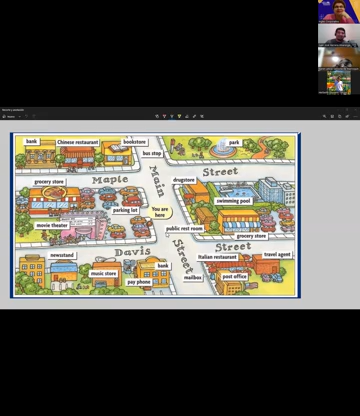 bank
Chinese restaurant
bookstore
bus stop
park
grocery store
Maple
Street
Main
drugstore
swimming pool
parking lot
You are
here
movie theater
public rest room
grocery store
Davis
Street
Street
newsstand
Italian restaurant
travel agent
bank
music store
pay phone
mailbox
post office